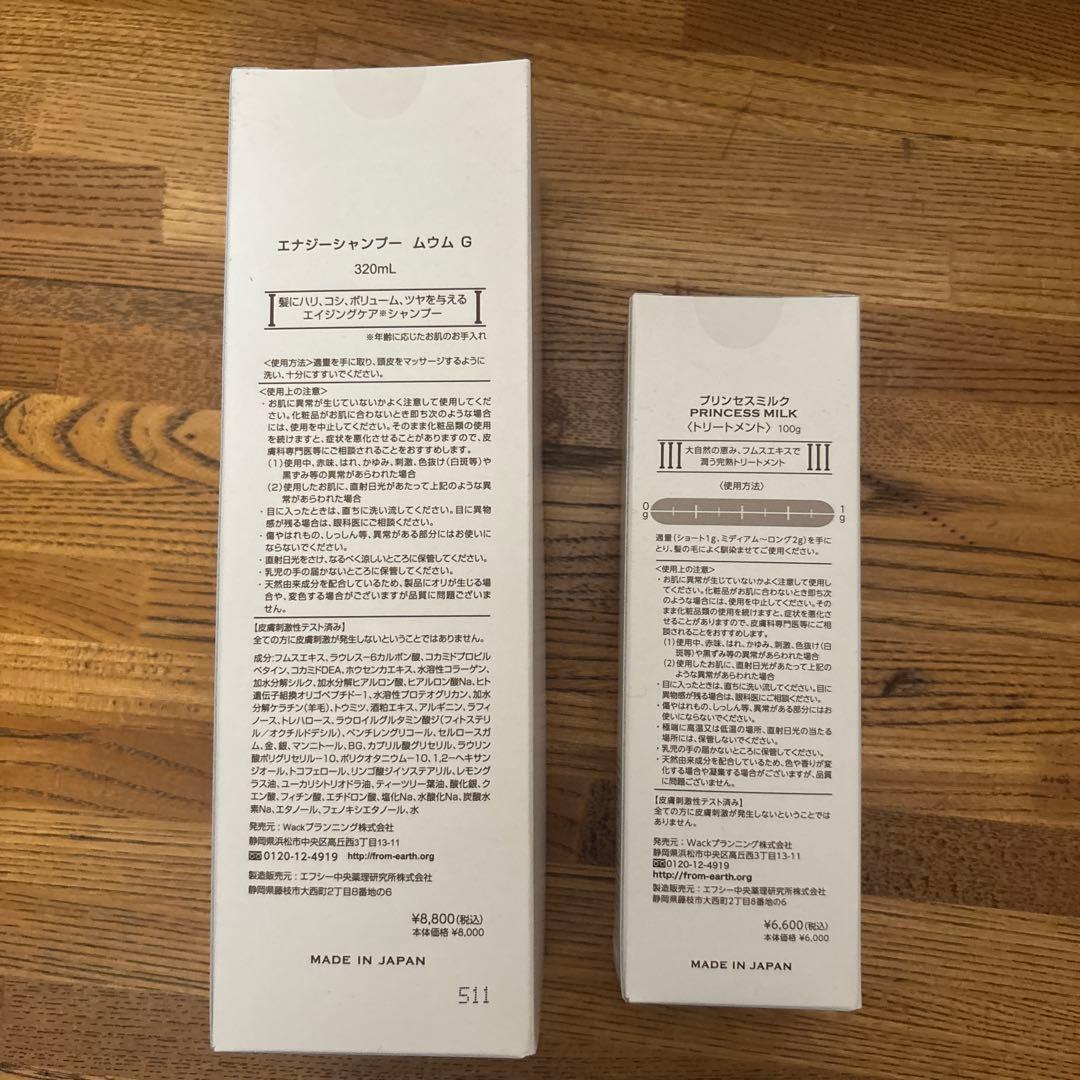 エナジーシャンプー ムウム G
320mL
髪にハリ、コシ、ボリューム、ツヤを与える
エイジングケア※シャンプー
※年齢に応じたお肌のお手入れ
<使用方法>適量を手に取り、頭皮をマッサージするように
洗い、十分にすすいでください。
<使用上の注意>
・お肌に異常が生じていないかよく注意して使用してくだ
さい。化粧品がお肌に合わないとき即ち次のような場合
には、使用を中止してください。そのまま化粧品類の使用
を続けますと、症状を悪化させることがありますので、皮
膚科専門医等にご相談されることをおすすめします。
(1)使用中、赤味、はれ、かゆみ、刺激、色抜け(白斑等)や
黒ずみ等の異常があらわれた場合
(2)使用したお肌に、直射日光があたって上記のような異
常があらわれた場合
・目に入ったときは、直ちに洗い流してください。目に異物
感が残る場合は、眼科医にご相談ください。
・傷やはれもの、しっしん等、異常がある部分にはお使いに
ならないでください。
・直射日光をさけ、なるべく涼しいところに保管してください。
・乳児の手の届かないところに保管してください。
・天然由来成分を配合しているため、製品にオリが生じる場
合や、変色する場合がございますが品質に問題ございま
せん。
【皮膚刺激性テスト済み】
全ての方に皮膚刺激が発生しないということではありません。
成分:フムスエキス、ラウレス-6カルボン酸、コカミドプロピル
ベタイン、コカミドDEA、ホウセンカエキス、水溶性コラーゲン、
加水分解シルク、加水分解ヒアルロン酸、ヒアルロン酸Na、ヒト
遺伝子組換オリゴペプチド-1、水溶性プロテオグリカン、加水
分解ケラチン(羊毛)、トウミツ、酒粕エキス、アルギニン、ラフィ
ノース、トレハロース、ラウロイルグルタミン酸ジ(フィトステリ
ル/オクチルドデシル)、ペンチレングリコール、セルロースガ
ム、金、銀、マンニトール、BG、カプリル酸グリセリル、ラウリン
酸ポリグリセリル-10、ポリクオタニウム-10、1,2-ヘキサン
ジオール、トコフェロール、リンゴ酸ジイソステアリル、レモング
ラス油、ユーカリシトリオドラ油、ティーツリー葉油、酸化銀、ク
エン酸、フィチン酸、エチドロン酸、塩化Na、水酸化Na、炭酸水
素Na、エタノール、フェノキシエタノール、水
発売元:Wackプランニング株式会社
静岡県浜松市中央区高丘西3丁目13-11
0120-12-4919 http://from-earth.org
製造販売元:エフシー中央薬理研究所株式会社
静岡県藤枝市大西町2丁目8番地の6
¥8,800(税込)
本体価格 ¥8,000
MADE IN JAPAN
511
プリンセスミルク
PRINCESS MILK
〈トリートメント〉 100g
大自然の恵み、フムスエキスで
潤う完熟トリートメント
〈使用方法〉
0g 1g
適量(ショート1g、ミディアム～ロング2g)を手に
とり、髪の毛によく馴染ませてご使用ください。
<使用上の注意>
・お肌に異常が生じていないかよく注意して使用し
てください。化粧品がお肌に合わないとき即ち次
のような場合には、使用を中止してください。その
まま化粧品類の使用を続けますと、症状を悪化さ
せることがありますので、皮膚科専門医等にご相
談されることをおすすめします。
(1)使用中、赤味、はれ、かゆみ、刺激、色抜け(白
斑等)や黒ずみ等の異常があらわれた場合
(2)使用したお肌に、直射日光があたって上記の
ような異常があらわれた場合
・目に入ったときは、直ちに洗い流してください。目に
異物感が残る場合は、眼科医にご相談ください。
・傷やはれもの、しっしん等、異常がある部分にはお
使いにならないでください。
・極端に高温又は低温の場所、直射日光の当たる
場所には、保管しないでください。
・乳児の手の届かないところに保管してください。
・天然由来成分を配合しているため、色や香りが変
化する場合や凝集する場合がございますが、品質
に問題ございません。
【皮膚刺激性テスト済み】
全ての方に皮膚刺激が発生しないということでは
ありません。
発売元:Wackプランニング株式会社
静岡県浜松市中央区高丘西3丁目13-11
0120-12-4919
http://from-earth.org
製造販売元:エフシー中央薬理研究所株式会社
静岡県藤枝市大西町2丁目8番地の6
¥6,600(税込)
本体価格 ¥6,000
MADE IN JAPAN